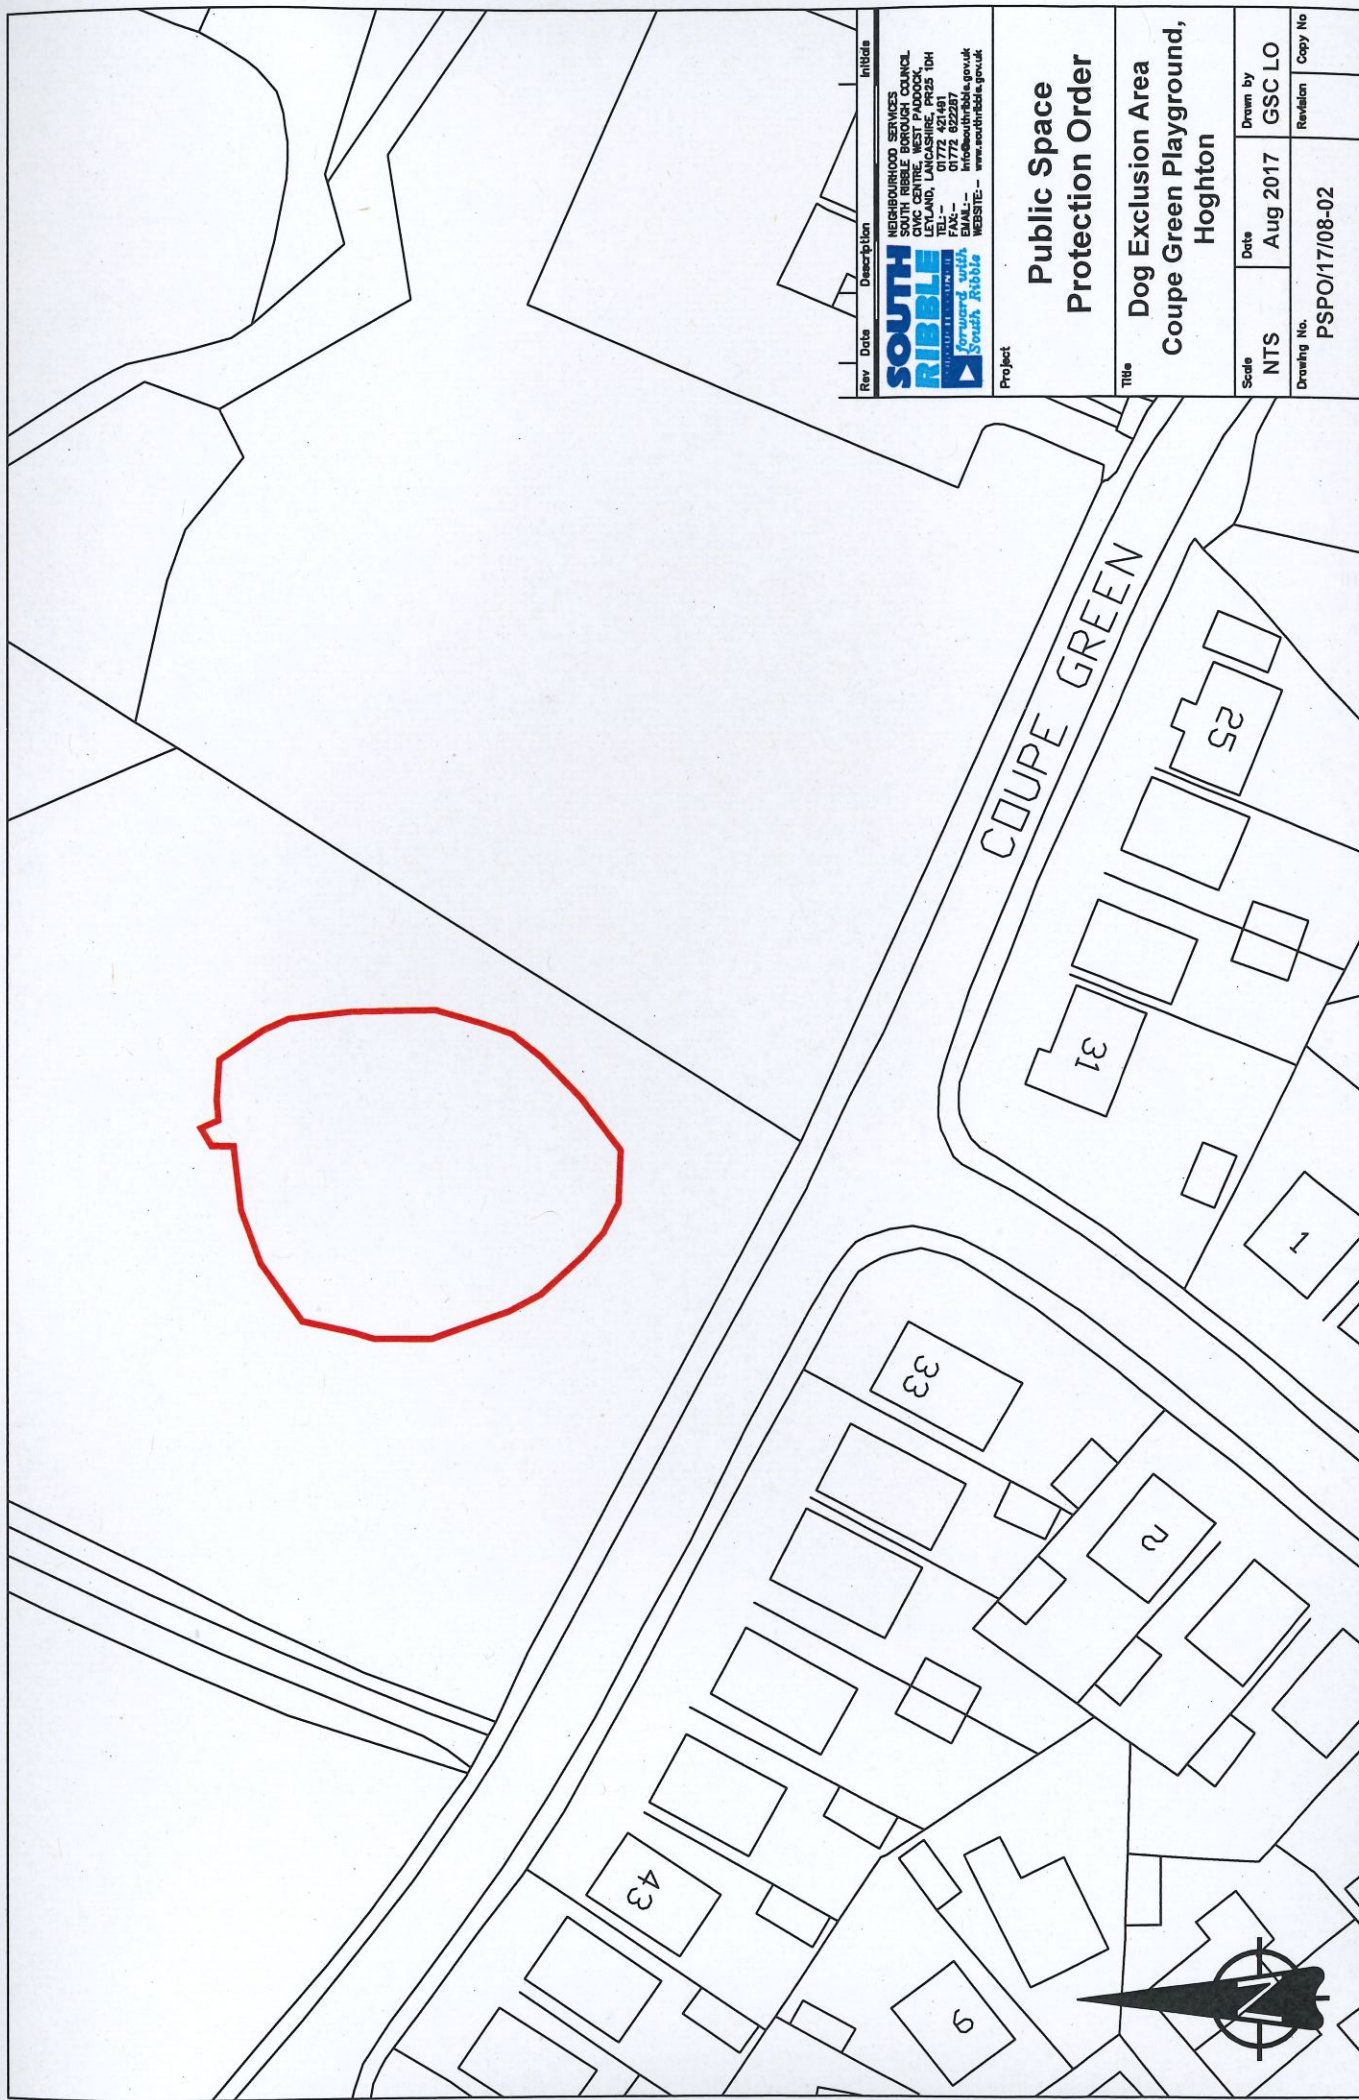 COUPE GREEN
25
31
1
33
2
43
9
N
Rev Date Description Initials
SOUTH
RIBBLE
BOROUGH COUNCIL
forward with
South Ribble
NEIGHBOURHOOD SERVICES
SOUTH RIBBLE BOROUGH COUNCIL
CIVIC CENTRE, WEST PADDOCK,
LEYLAND, LANCASHIRE, PR25 1DH
TEL:- 01772 421491
FAX:- 01772 622287
EMAIL:- info@southribble.gov.uk
WEBSITE:- www.southribble.gov.uk
Project
Public Space
Protection Order
Title
Dog Exclusion Area
Coupe Green Playground,
Hoghton
Scale
NTS
Date
Aug 2017
Drawn by
GSC LO
Drawing No.
PSPO/17/08-02
Revision
Copy No